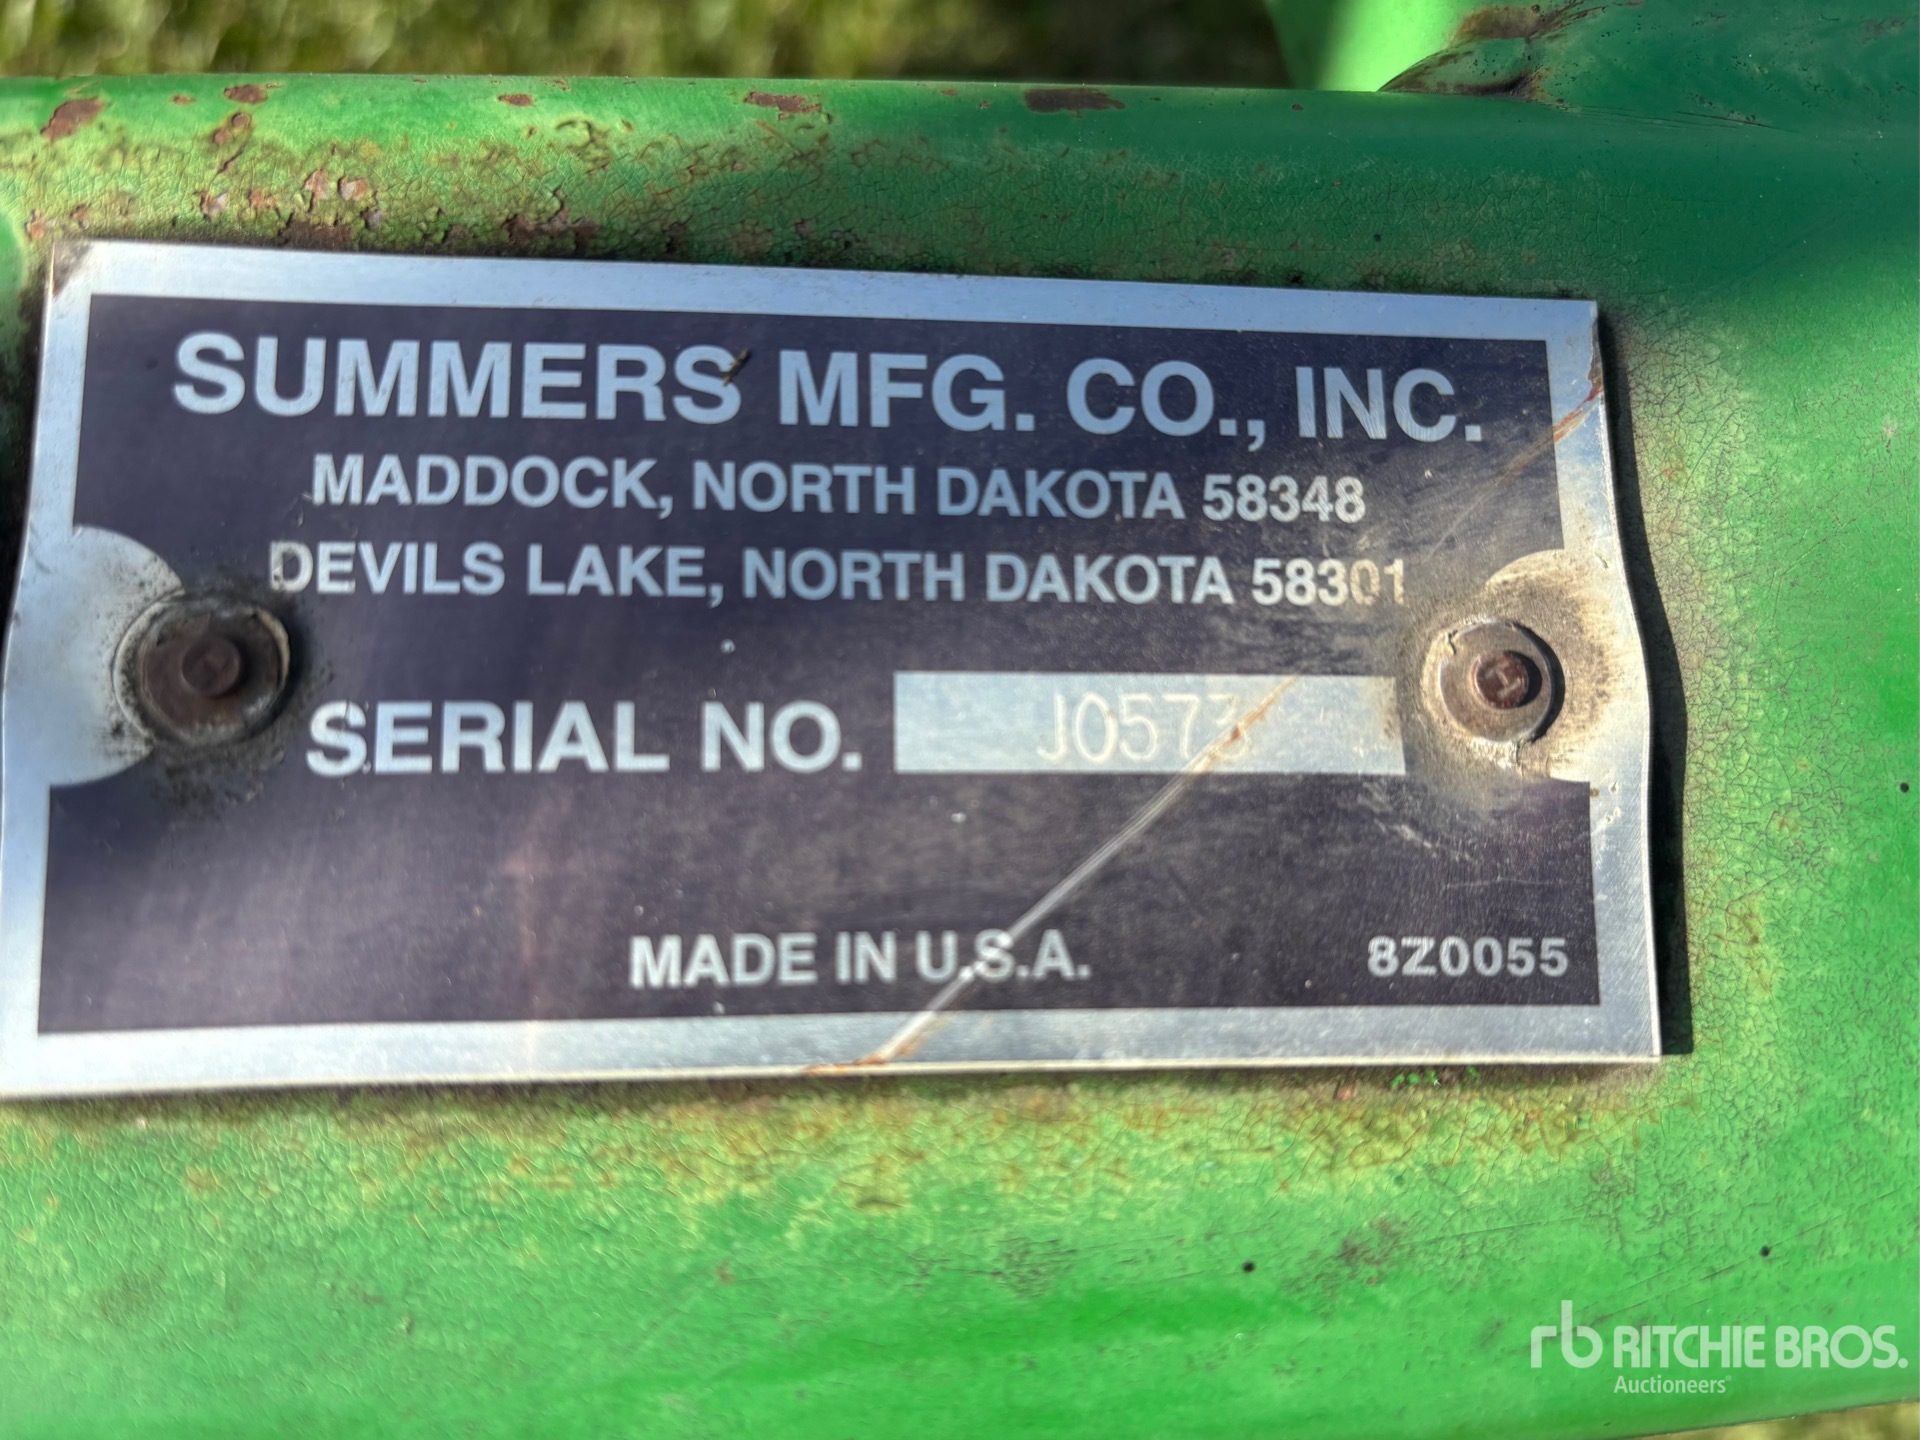 SUMMERS MFG. CO., INC.
MADDOCK, NORTH DAKOTA 58348
DEVILS LAKE, NORTH DAKOTA 58301
SERIAL NO. J0573
MADE IN U.S.A. 8Z0055
rb RITCHIE BROS.
Auctioneers